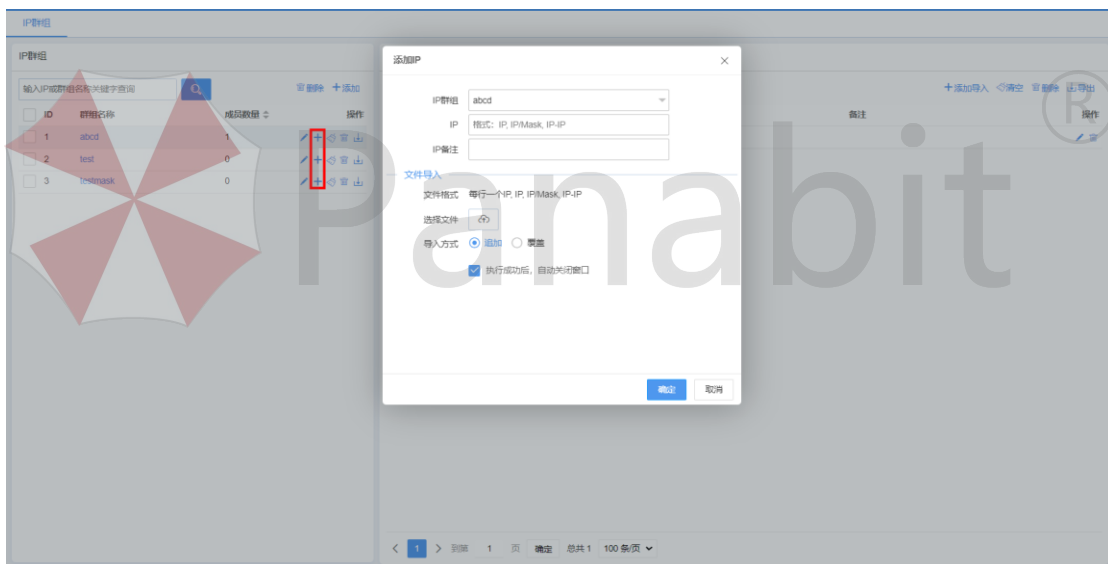 IP群组
IP群组
输入IP或群组名称关键字查询
删除 添加
ID 群组名称 成员数量 操作
1 abcd 1
2 test 0
3 testmask 0
添加IP
IP群组 abcd
IP 格式：IP, IP/Mask, IP-IP
IP备注
文件导入
文件格式 每行一个IP, IP, IP/Mask, IP-IP
选择文件
导入方式 追加 覆盖
执行成功后，自动关闭窗口
确定 取消
添加导入 清空 删除 导出
备注 操作
1 到第 1 页 确定 总共 1 100 条/页
Panabit®